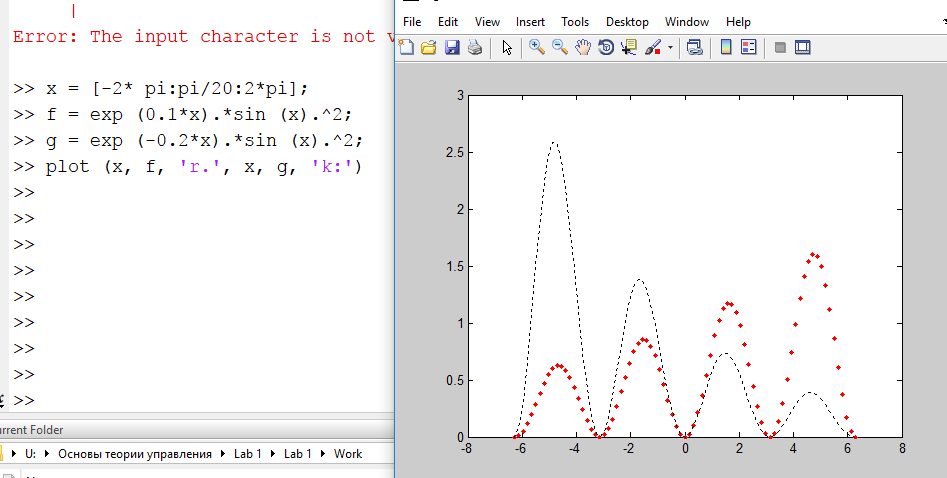 Error: The input character is not
>> x = [-2* pi:pi/20:2*pi];
>> f = exp (0.1*x).*sin (x).^2;
>> g = exp (-0.2*x).*sin (x).^2;
>> plot (x, f, 'r.', x, g, 'k:')
>>
>>
>>
>>
>>
>>
>>
>>
>>
urrent Folder
U: Основы теории управления Lab 1 Lab 1 Work
File Edit View Insert Tools Desktop Window Help
3
2.5
2
1.5
1
0.5
0
-8 -6 -4 -2 0 2 4 6 8